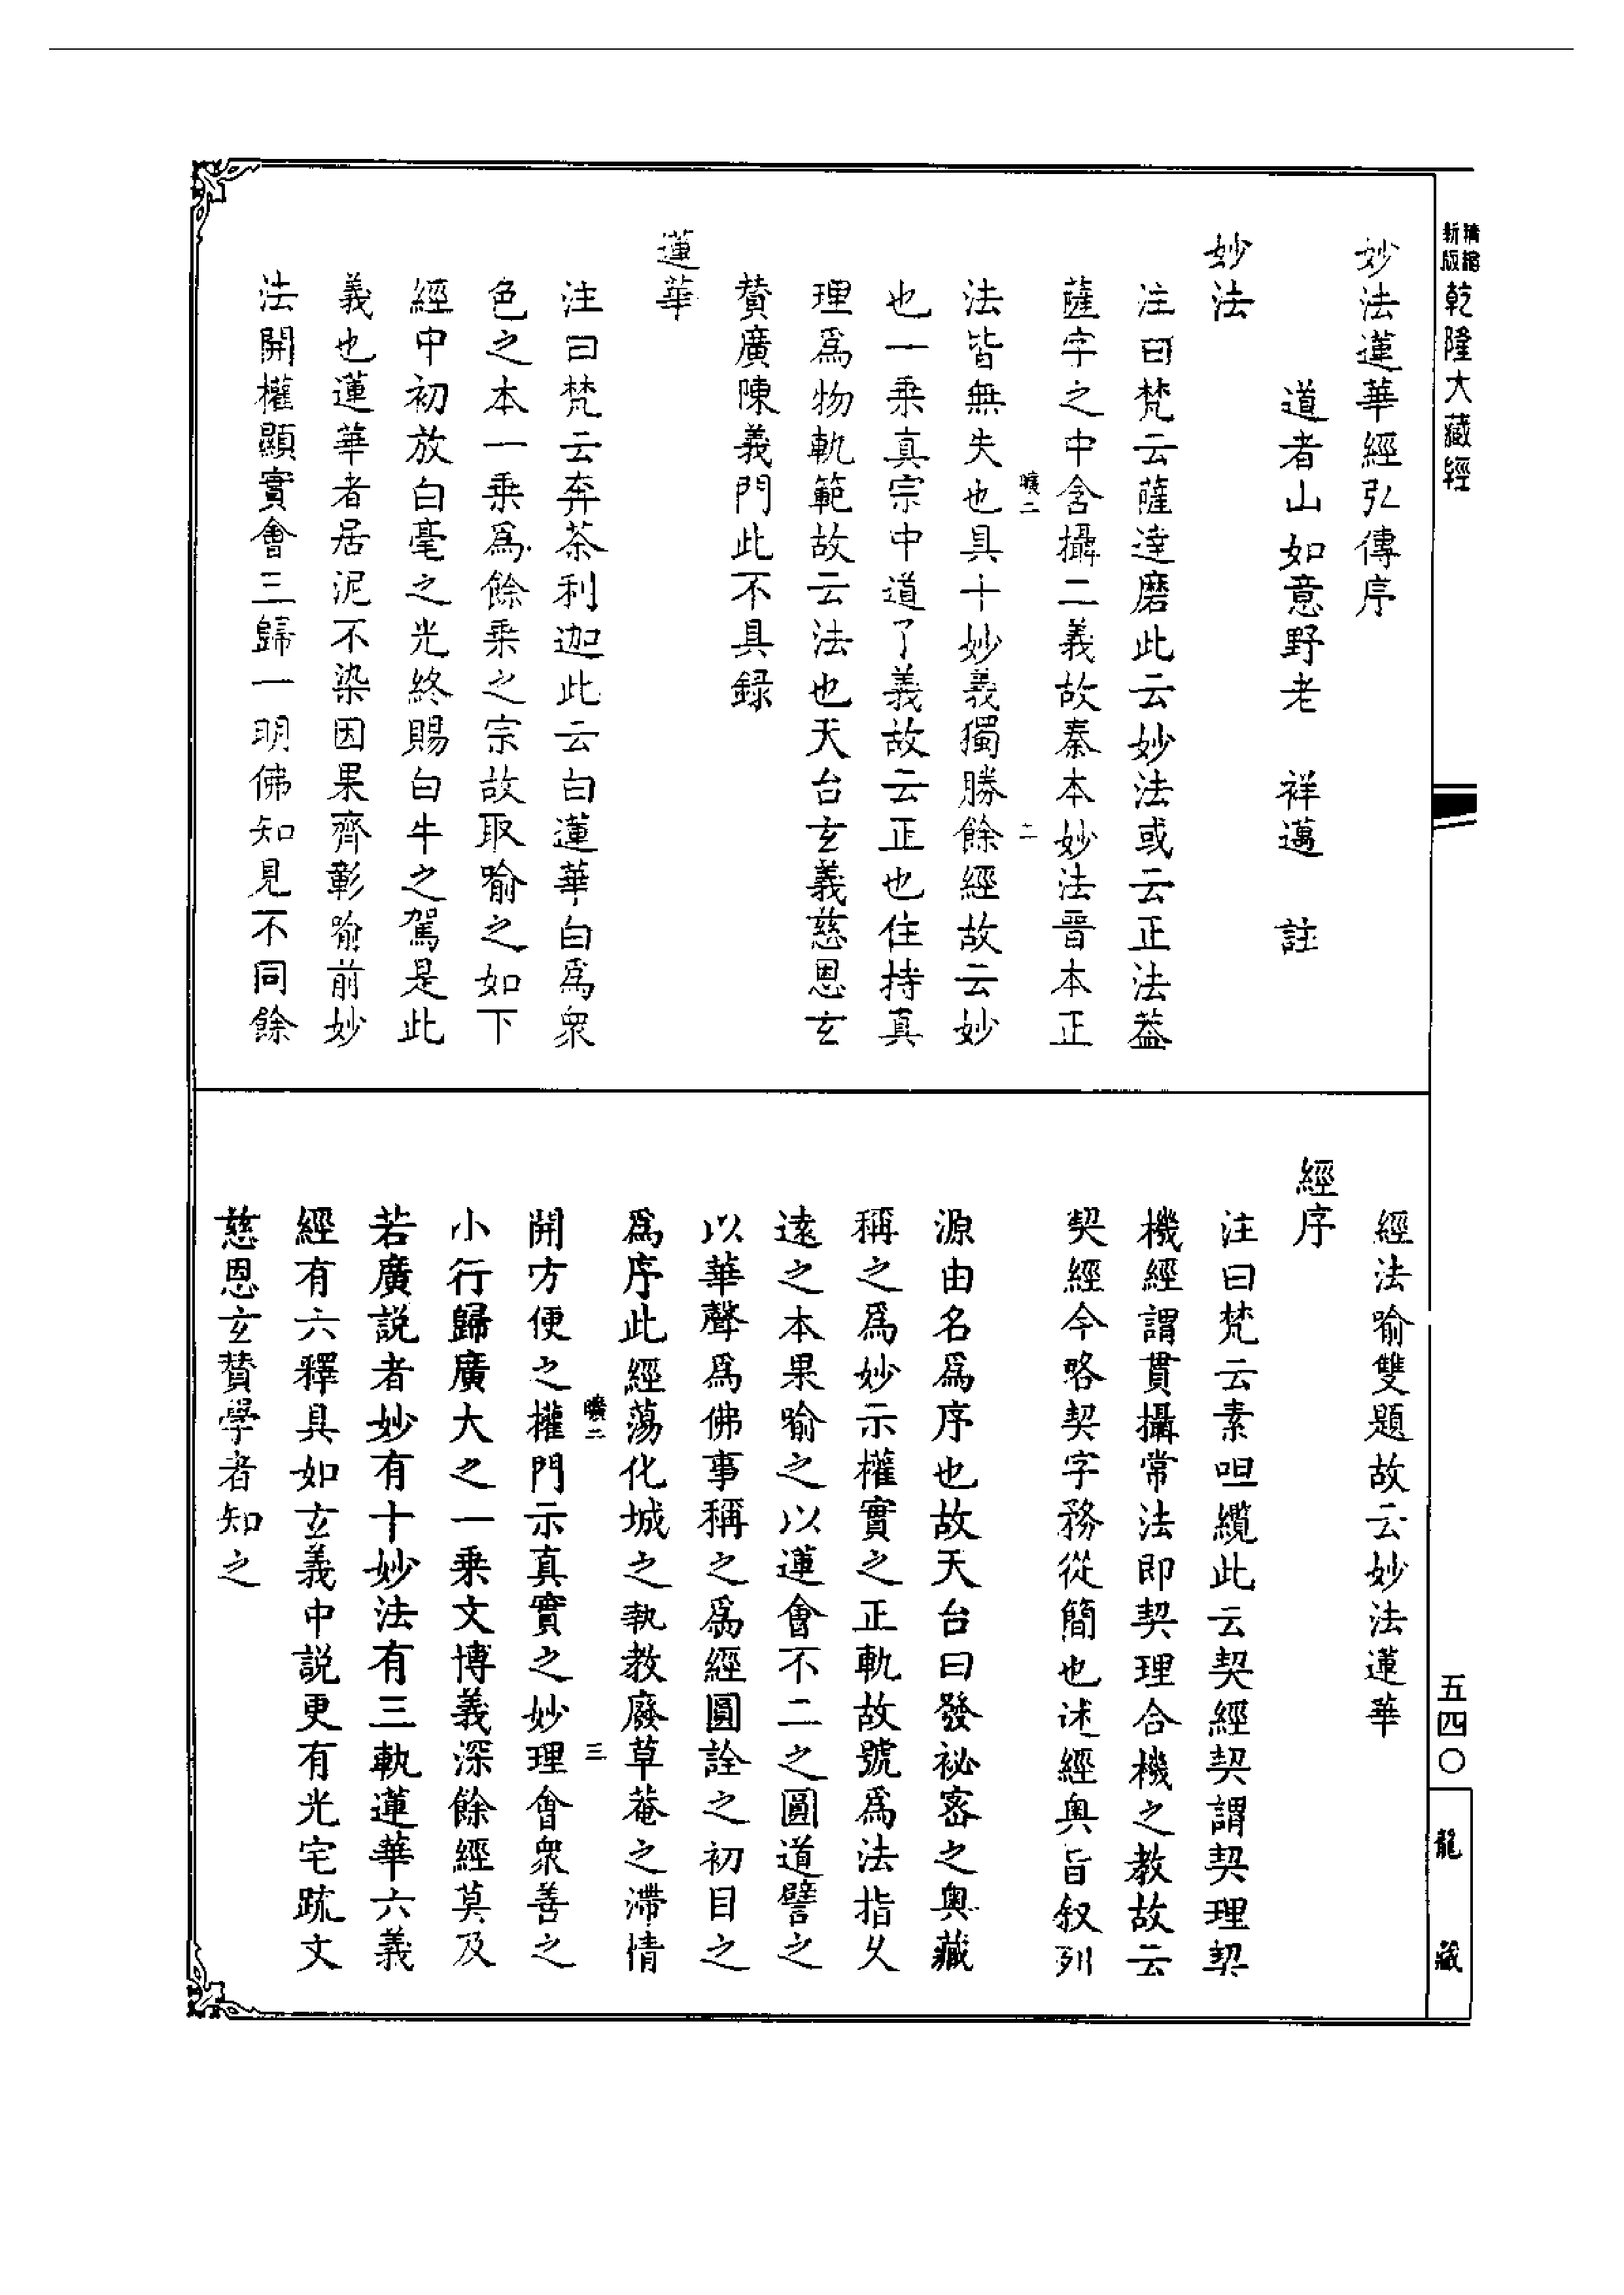 精縮
新版
乾隆大藏經
妙法蓮華經弘傳序
道者山如意野老　祥邁　註
妙法
注曰梵云薩達磨此云妙法或云正法葢
薩字之中含攝二義故秦本妙法晉本正
曠二　二
法皆無失也具十妙義獨勝餘經故云妙
也一乘真宗中道了義故云正也住持真
理爲物軌範故云法也天台玄義慈恩玄
贊廣陳義門此不具録
蓮華
注曰梵云奔茶利迦此云白蓮華白爲衆
色之本一乘爲餘乘之宗故取喻之如下
經中初放白毫之光終賜白牛之駕是此
義也蓮華者居泥不染因果齊彰喻前妙
法開權顯實會三歸一明佛知見不同餘
經法喻雙題故云妙法蓮華
經序
注曰梵云素呾纜此云契經契謂契理契
機經謂貫攝常法即契理合機之教故云
契經今略契字務從簡也述經奥旨叙列
源由名爲序也故天台曰發祕密之奥藏
稱之爲妙示權實之正軌故號爲法指久
遠之本果喻之以蓮會不二之圓道譬之
以華聲爲佛事稱之爲經圓詮之初目之
爲序此經蕩化城之執教廢草菴之滯情
曠二　三
開方便之權門示真實之妙理會衆善之
小行歸廣大之一乘文博義深餘經莫及
若廣説者妙有十妙法有三軌蓮華六義
經有六釋具如玄義中説更有光宅疏文
慈恩玄贊學者知之
五四〇
龍藏